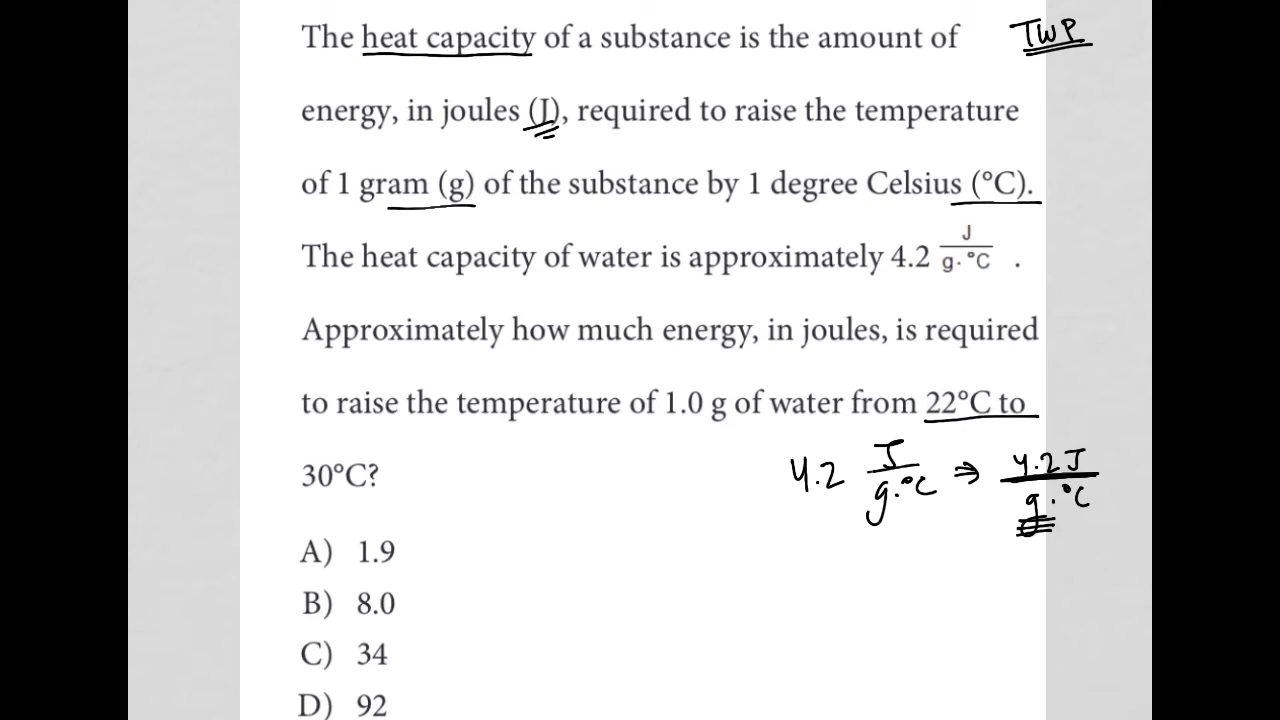 The heat capacity of a substance is the amount of
TWP
energy, in joules (J), required to raise the temperature
of 1 gram (g) of the substance by 1 degree Celsius (°C).
The heat capacity of water is approximately 4.2 J/g·°C .
Approximately how much energy, in joules, is required
to raise the temperature of 1.0 g of water from 22°C to
30°C?
4.2 J/g·°C ⇒ 4.2J/g·°C
A) 1.9
B) 8.0
C) 34
D) 92